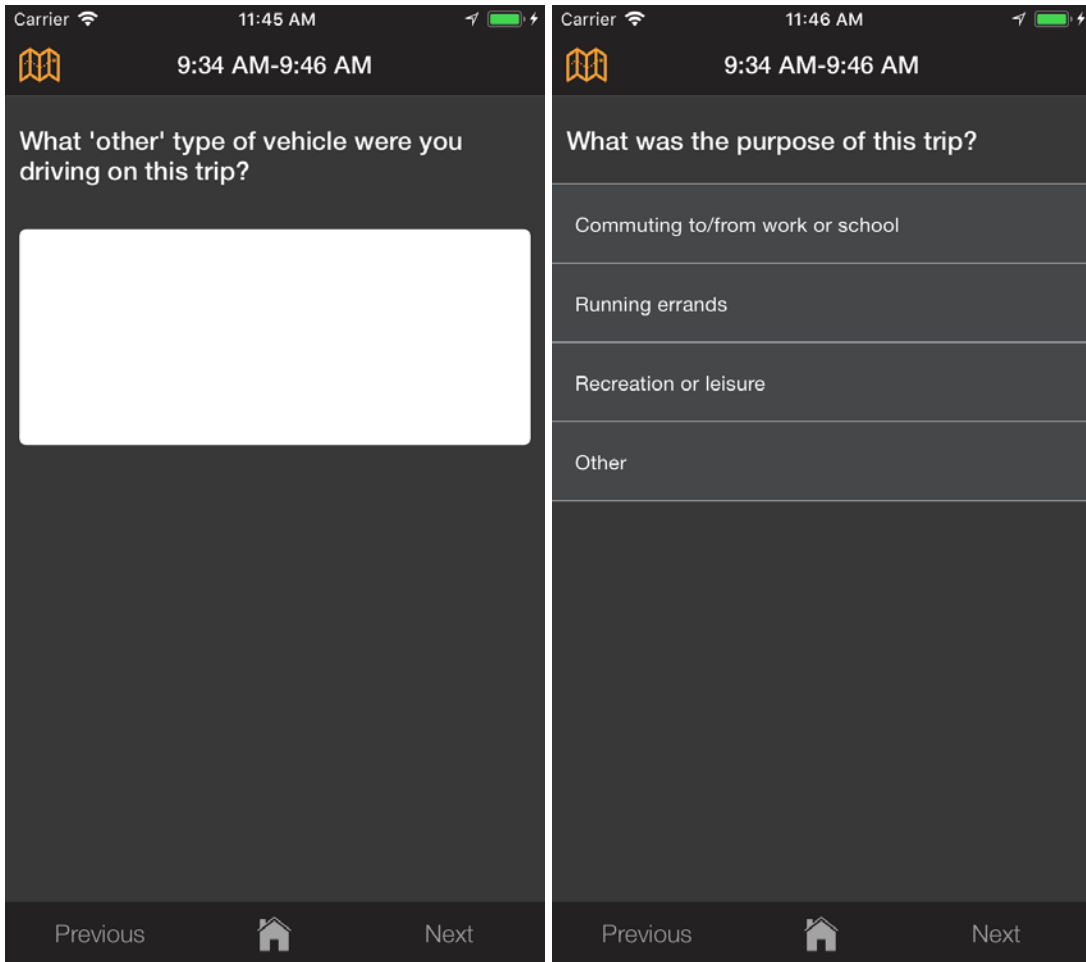 Carrier 11:45 AM
9:34 AM-9:46 AM
What 'other' type of vehicle were you
driving on this trip?
Previous Next
Carrier 11:46 AM
9:34 AM-9:46 AM
What was the purpose of this trip?
Commuting to/from work or school
Running errands
Recreation or leisure
Other
Previous Next